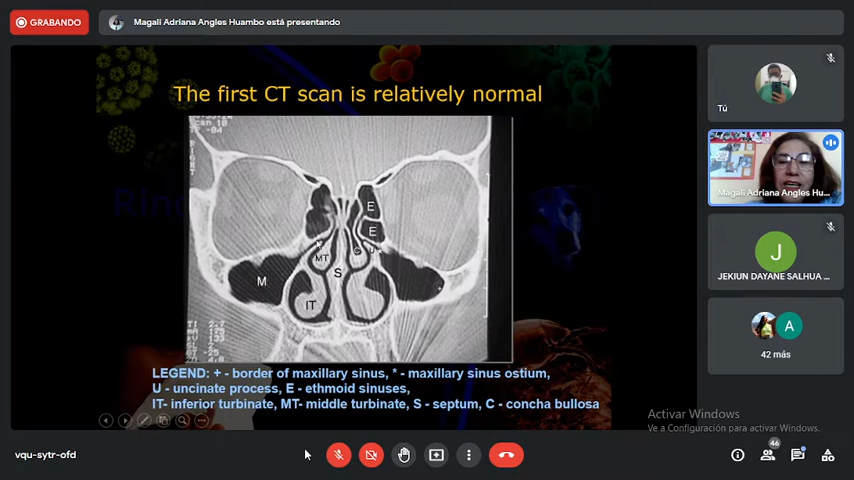 GRABANDO
Magali Adriana Angles Huambo está presentando
The first CT scan is relatively normal
E
E
C
U
MT
S
M
IT
LEGEND: + - border of maxillary sinus, * - maxillary sinus ostium,
U - uncinate process, E - ethmoid sinuses,
IT- inferior turbinate, MT- middle turbinate, S - septum, C - concha bullosa
Tú
Magali Adriana Angles Hu...
J
JEKIUN DAYANE SALHUA ...
A
42 más
Activar Windows
Ve a Configuración para activar Windows.
vqu-sytr-ofd
46